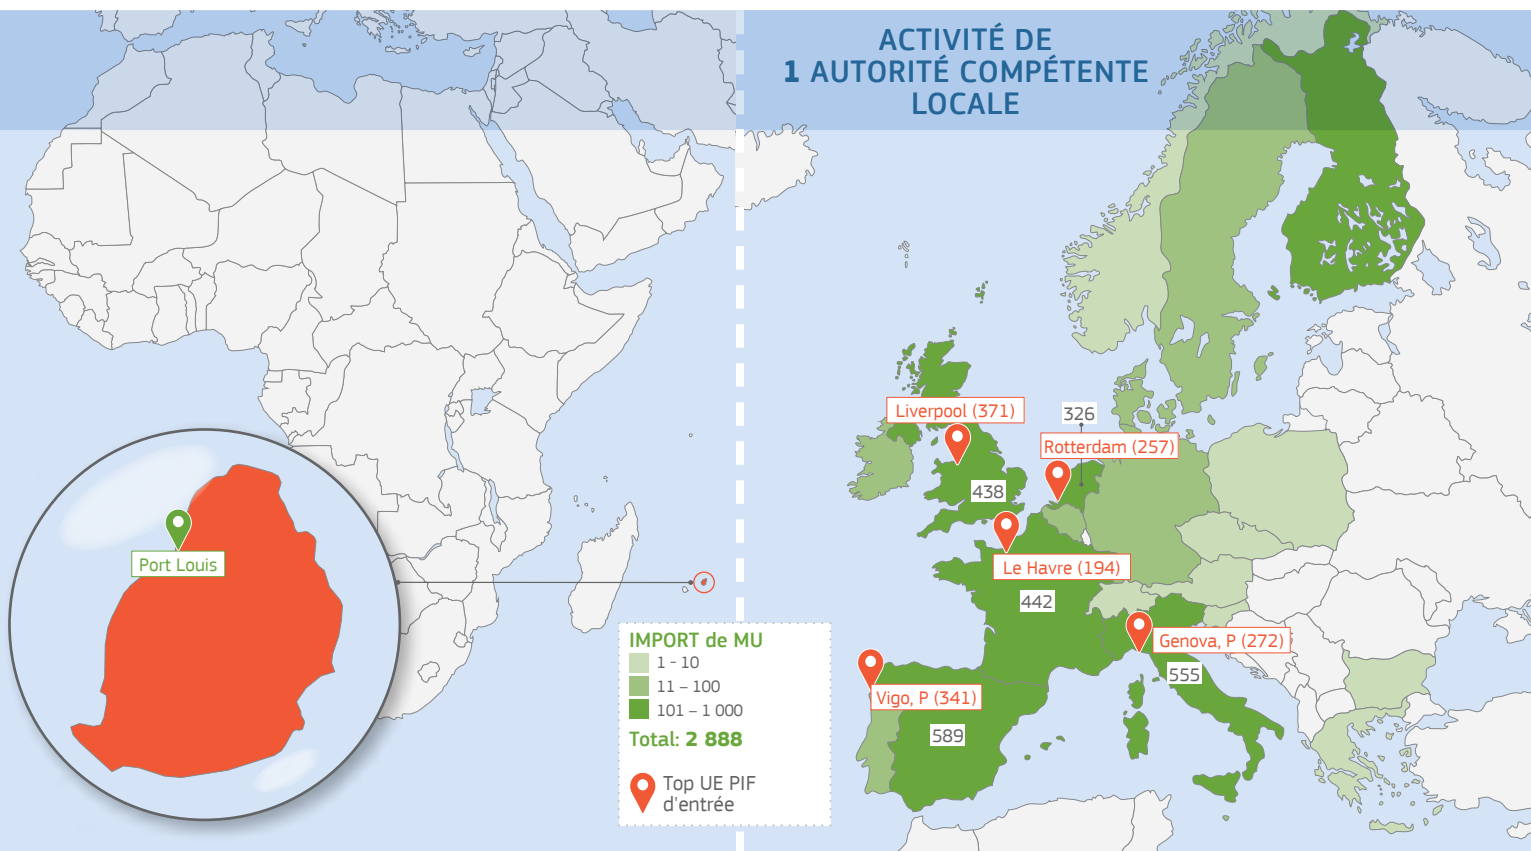 ACTIVITÉ DE
1 AUTORITÉ COMPÉTENTE
LOCALE
Liverpool (371)
326
Rotterdam (257)
438
Le Havre (194)
442
Genova, P (272)
555
Vigo, P (341)
589
Port Louis
IMPORT de MU
1 - 10
11 – 100
101 – 1 000
Total: 2 888
Top UE PIF
d'entrée